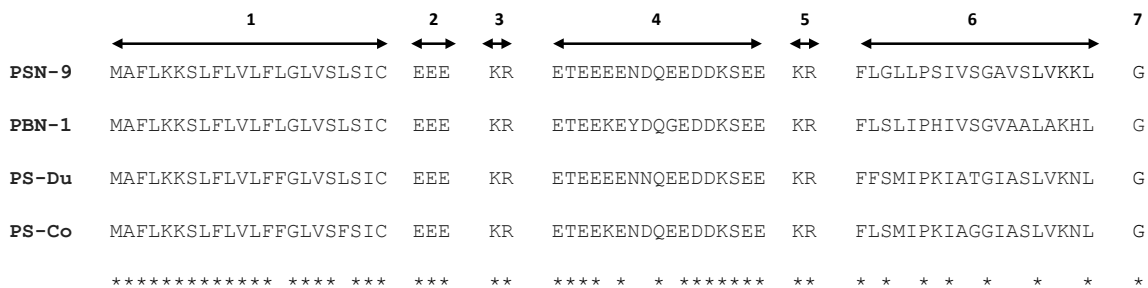 1 2 3 4 5 6 7
PSN-9 MAFLKKSLFLVLFLGLVSLSIC EEE KR ETEEEENDQEEDDKSEE KR FLGLLPSIVSGAVSLVKKL G
PBN-1 MAFLKKSLFLVLFLGLVSLSIC EEE KR ETEEKEYDQGEDDKSEE KR FLSLIPHIVSGVAALAKHL G
PS-Du MAFLKKSLFLVLFFGLVSLSIC EEE KR ETEEEENNQEEDDKSEE KR FFSMIPKIATGIASLVKNL G
PS-Co MAFLKKSLFLVLFFGLVSFSIC EEE KR ETEEKENDQEEDDKSEE KR FLSMIPKIAGGIASLVKNL G
************* **** *** *** ** **** * * ******* ** * * * * * * * *